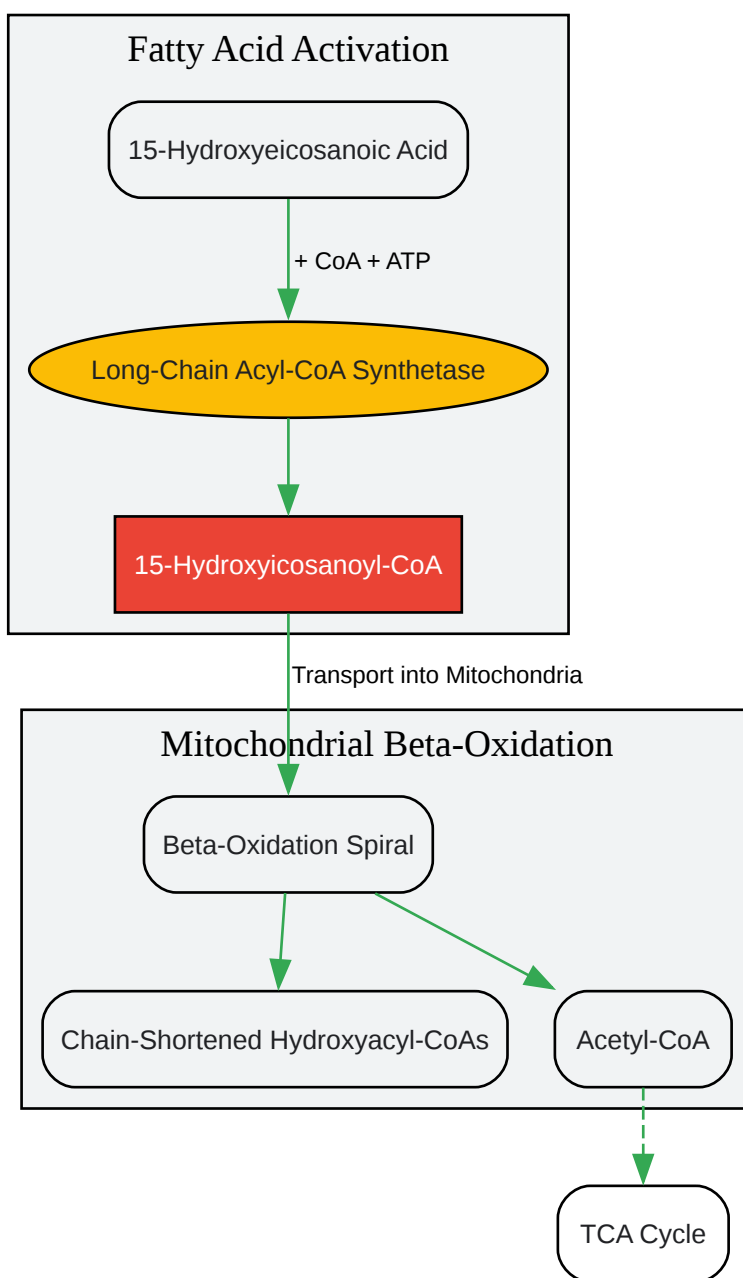 Fatty Acid Activation
15-Hydroxyeicosanoic Acid
+ CoA + ATP
Long-Chain Acyl-CoA Synthetase
15-Hydroxyicosanoyl-CoA
Transport into Mitochondria
Mitochondrial Beta-Oxidation
Beta-Oxidation Spiral
Chain-Shortened Hydroxyacyl-CoAs
Acetyl-CoA
TCA Cycle